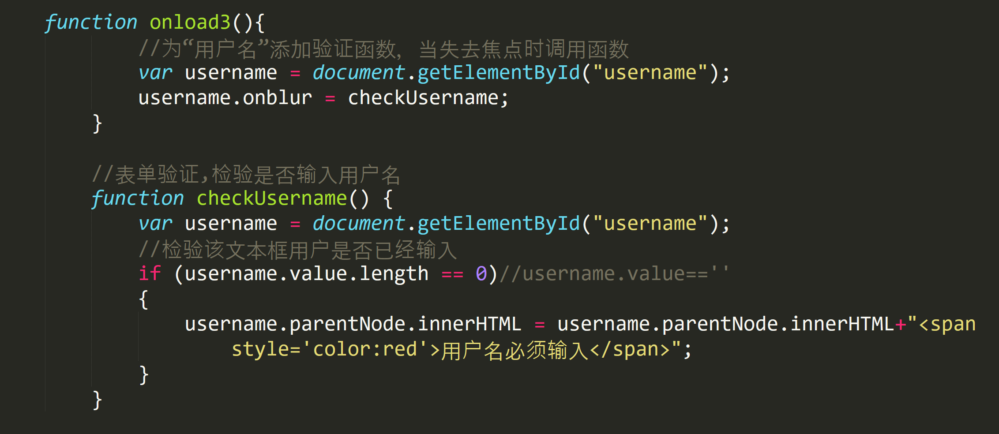 function onload3(){
//为“用户名”添加验证函数，当失去焦点时调用函数
var username = document.getElementById("username");
username.onblur = checkUsername;
}
//表单验证,检验是否输入用户名
function checkUsername() {
var username = document.getElementById("username");
//检验该文本框用户是否已经输入
if (username.value.length == 0)//username.value==''
{
username.parentNode.innerHTML = username.parentNode.innerHTML+"<span
style='color:red'>用户名必须输入</span>";
}
}